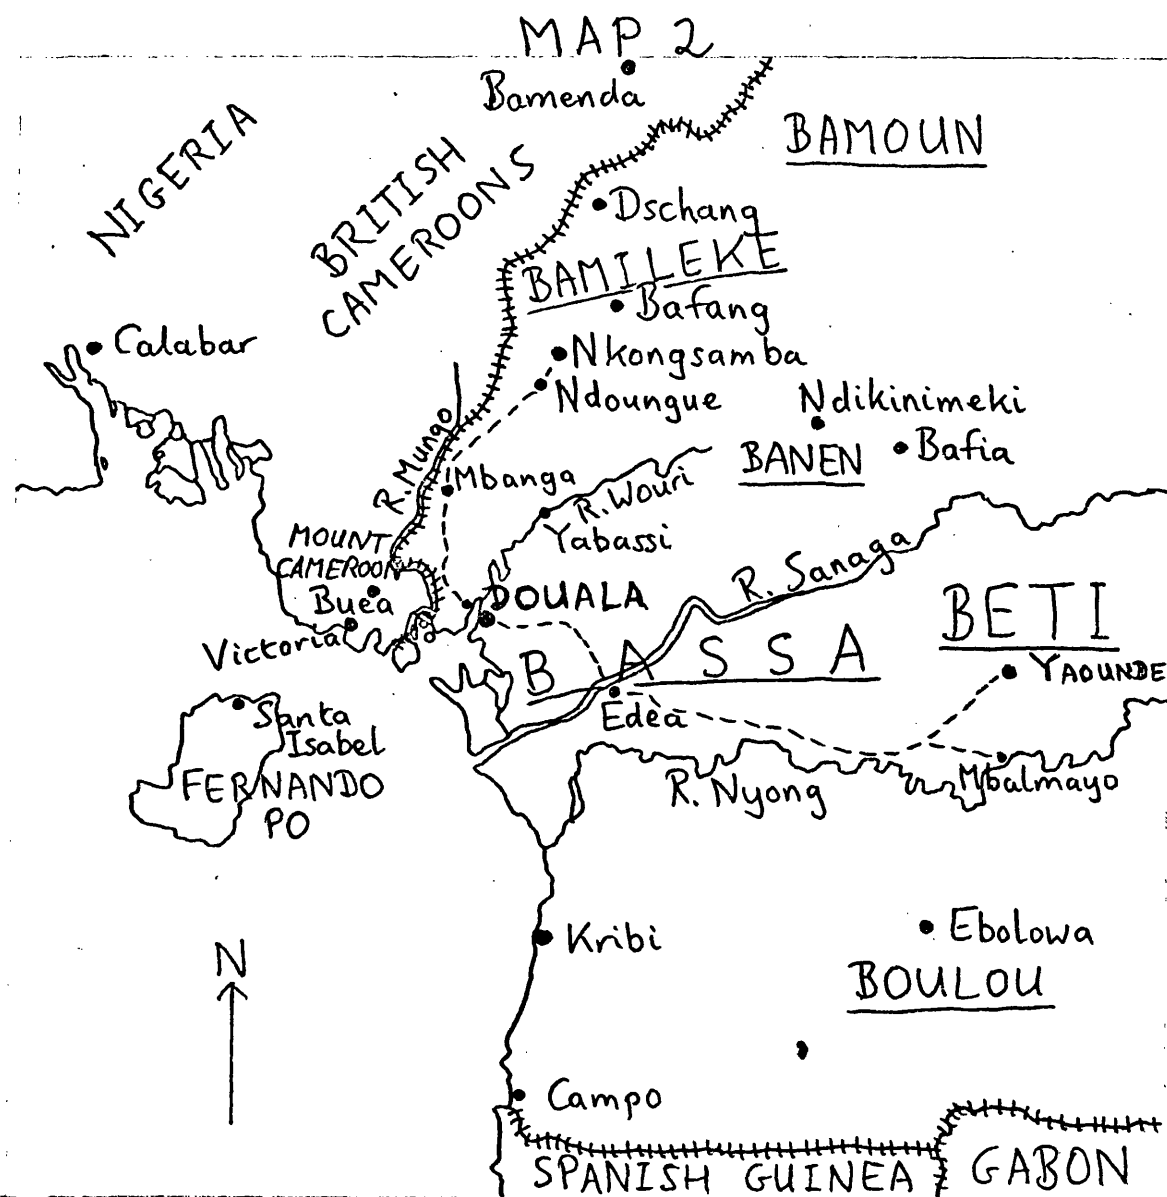 MAP 2
Bamenda
BAMOUN
NIGERIA
BRITISH
CAMEROONS
Dschang
BAMILEKE
Bafang
Calabar
Nkongsamba
Ndoungue
Ndikinimeki
BANEN
Bafia
R. Mungo
Mbanga
R. Wouri
Yabassi
MOUNT
CAMEROON
Buea
Victoria
DOUALA
R. Sanaga
BETI
BASSA
YAOUNDE
Edea
Santa
Isabel
FERNANDO
PO
R. Nyong
Mbalmayo
N
Kribi
Ebolowa
BOULOU
Campo
SPANISH GUINEA
GABON